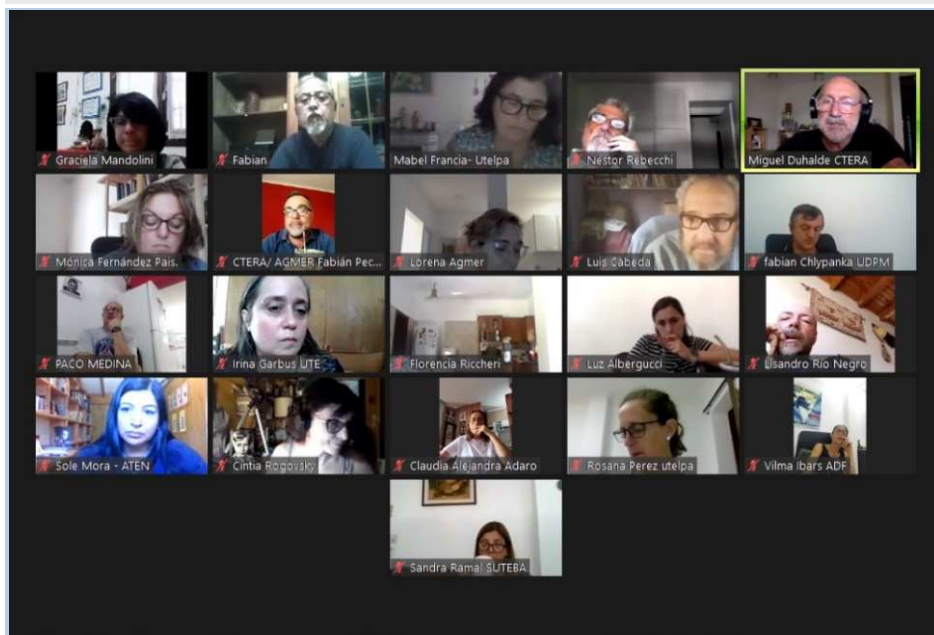 Graciela Mandolini
Fabian
Mabel Francia- Utelpa
Nestor Rebecchi
Miguel Duhalde CTERA
Mónica Fernández Pais.
CTERA/ AGMER Fabián Pec...
Lorena Agmer
Luis Cabeda
fabian Chlypanka UDPM
PACO MEDINA
Irina Garbus UTE
Florencia Riccheri
Luz Albergucci
Lisandro Rio Negro
Sole Mora - ATEN
Cintia Rogovsky
Claudia Alejandra Adaro
Rosana Perez utelpa
Vilma Ibars ADF
Sandra Ramal SUTEBA